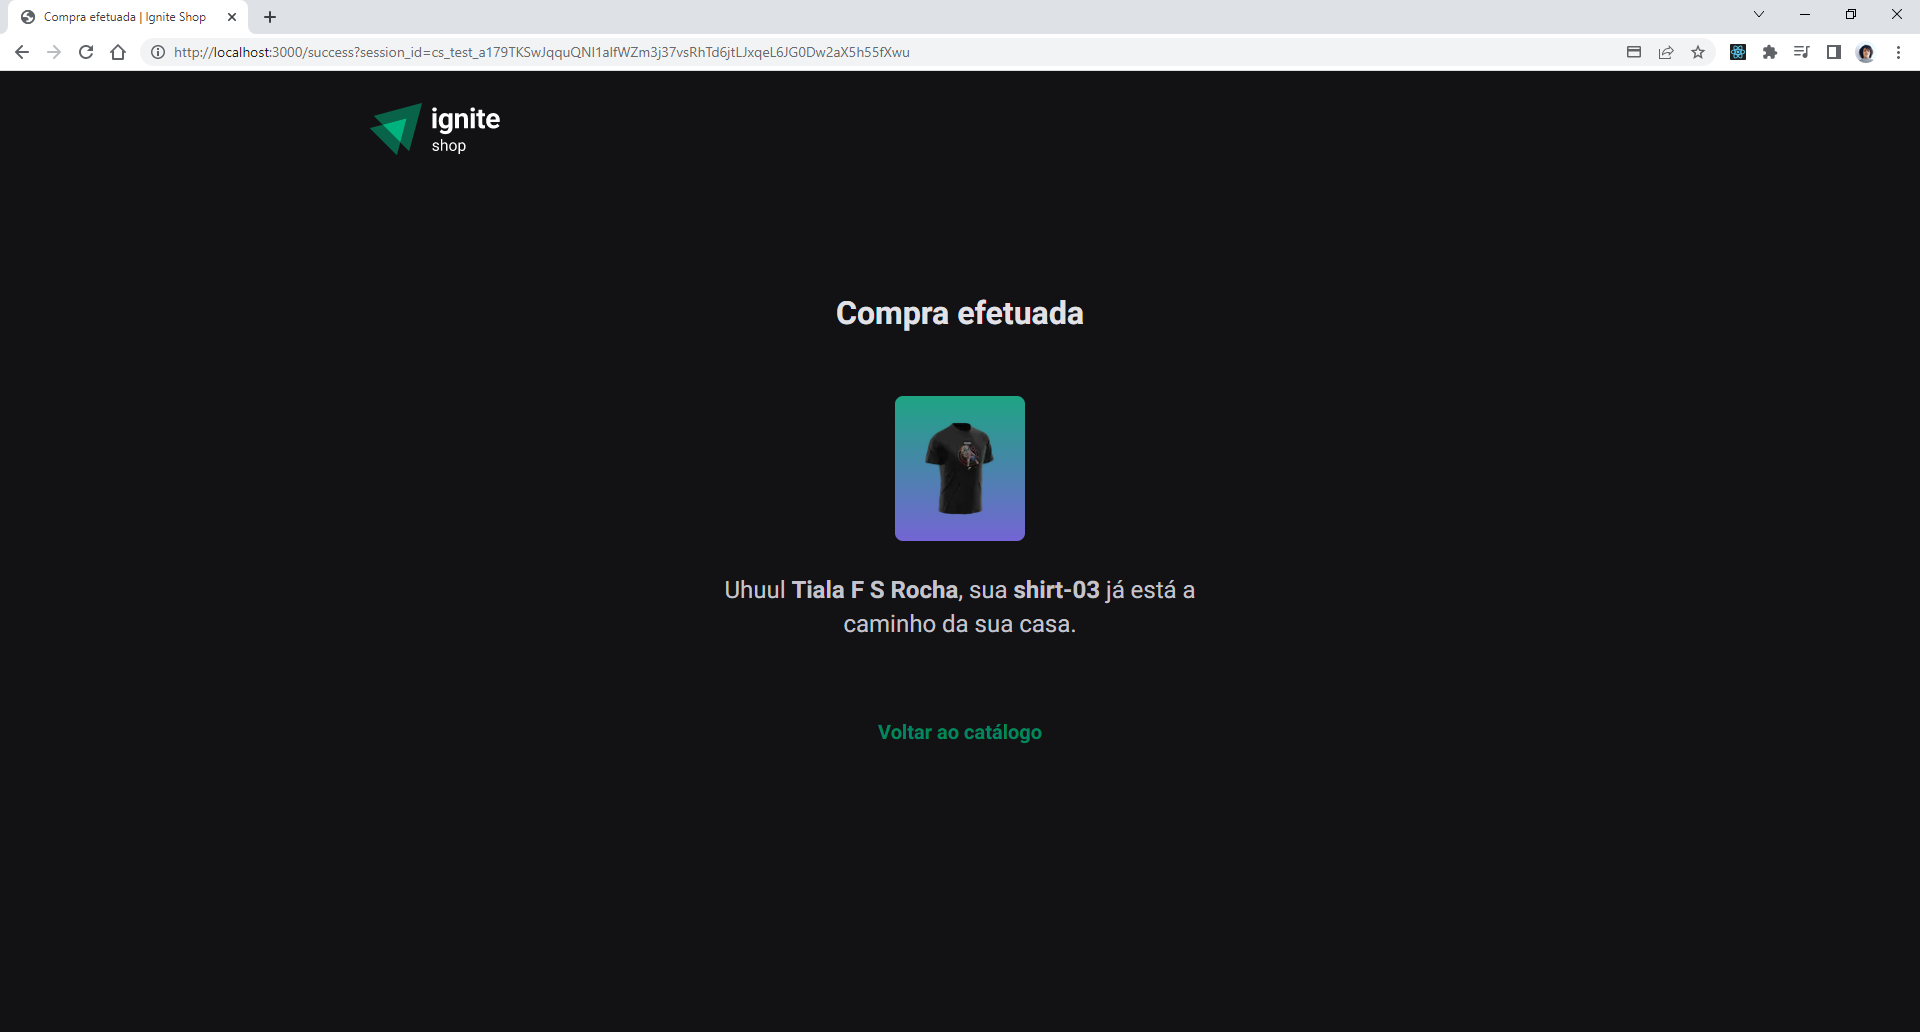 Compra efetuada | Ignite Shop
http://localhost:3000/success?session_id=cs_test_a179TKSwJqquQNI1alfWZm3j37vsRhTd6jtLJxqeL6JG0Dw2aX5h55fXwu
ignite
shop
Compra efetuada
Uhuul Tiala F S Rocha, sua shirt-03 já está a
caminho da sua casa.
Voltar ao catálogo